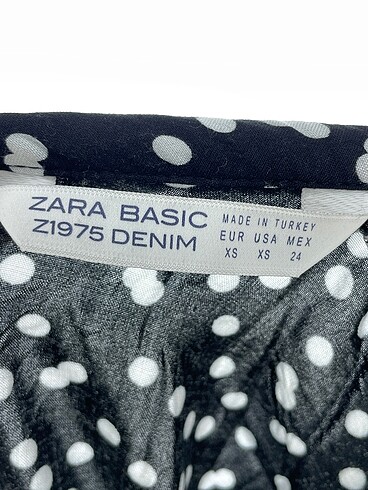 ZARA BASIC
Z1975 DENIM
MADE IN TURKEY
EUR USA MEX
XS XS 24